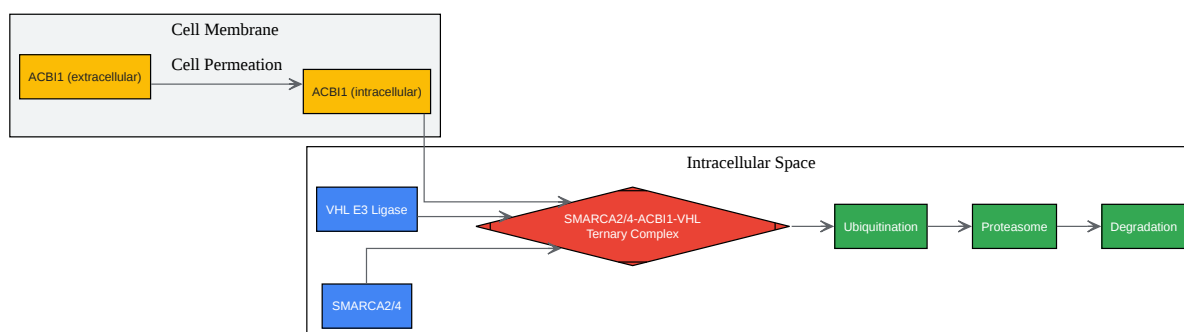 Cell Membrane
ACBI1 (extracellular)
Cell Permeation
ACBI1 (intracellular)
Intracellular Space
VHL E3 Ligase
SMARCA2/4-ACBI1-VHL
Ternary Complex
Ubiquitination
Proteasome
Degradation
SMARCA2/4